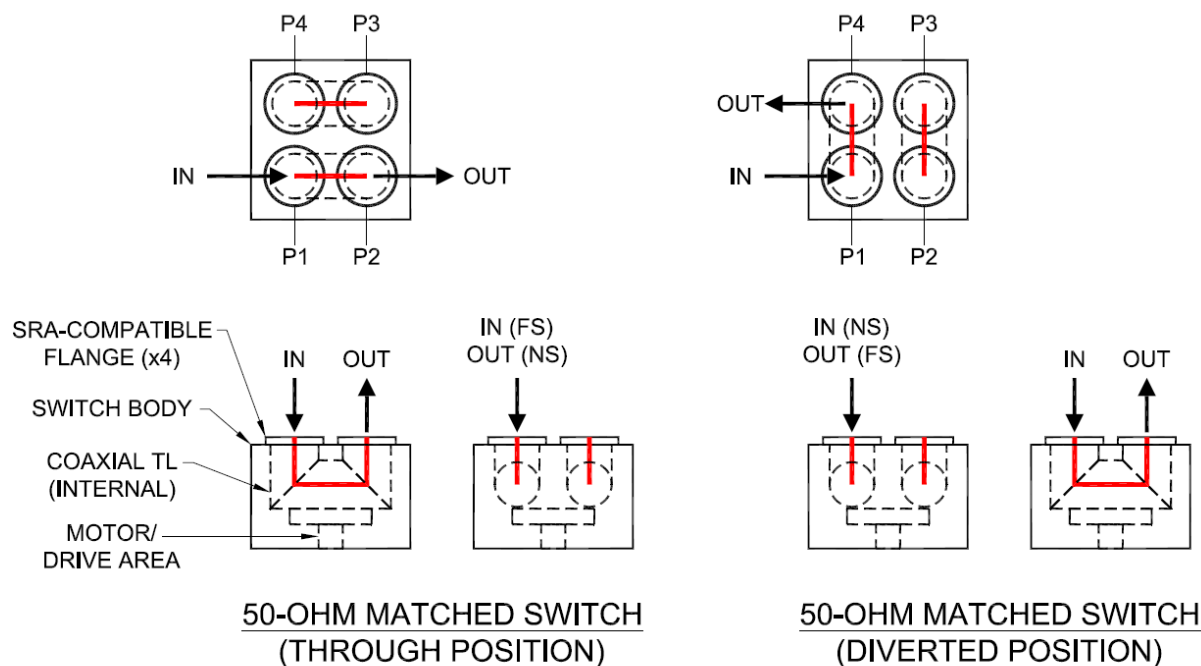 P4
P3
IN
OUT
P1
P2
P4
P3
OUT
IN
P1
P2
SRA-COMPATIBLE
FLANGE (x4)
SWITCH BODY
COAXIAL TL
(INTERNAL)
MOTOR/
DRIVE AREA
IN
OUT
IN (FS)
OUT (NS)
IN (NS)
OUT (FS)
IN
OUT
50-OHM MATCHED SWITCH
(THROUGH POSITION)
50-OHM MATCHED SWITCH
(DIVERTED POSITION)